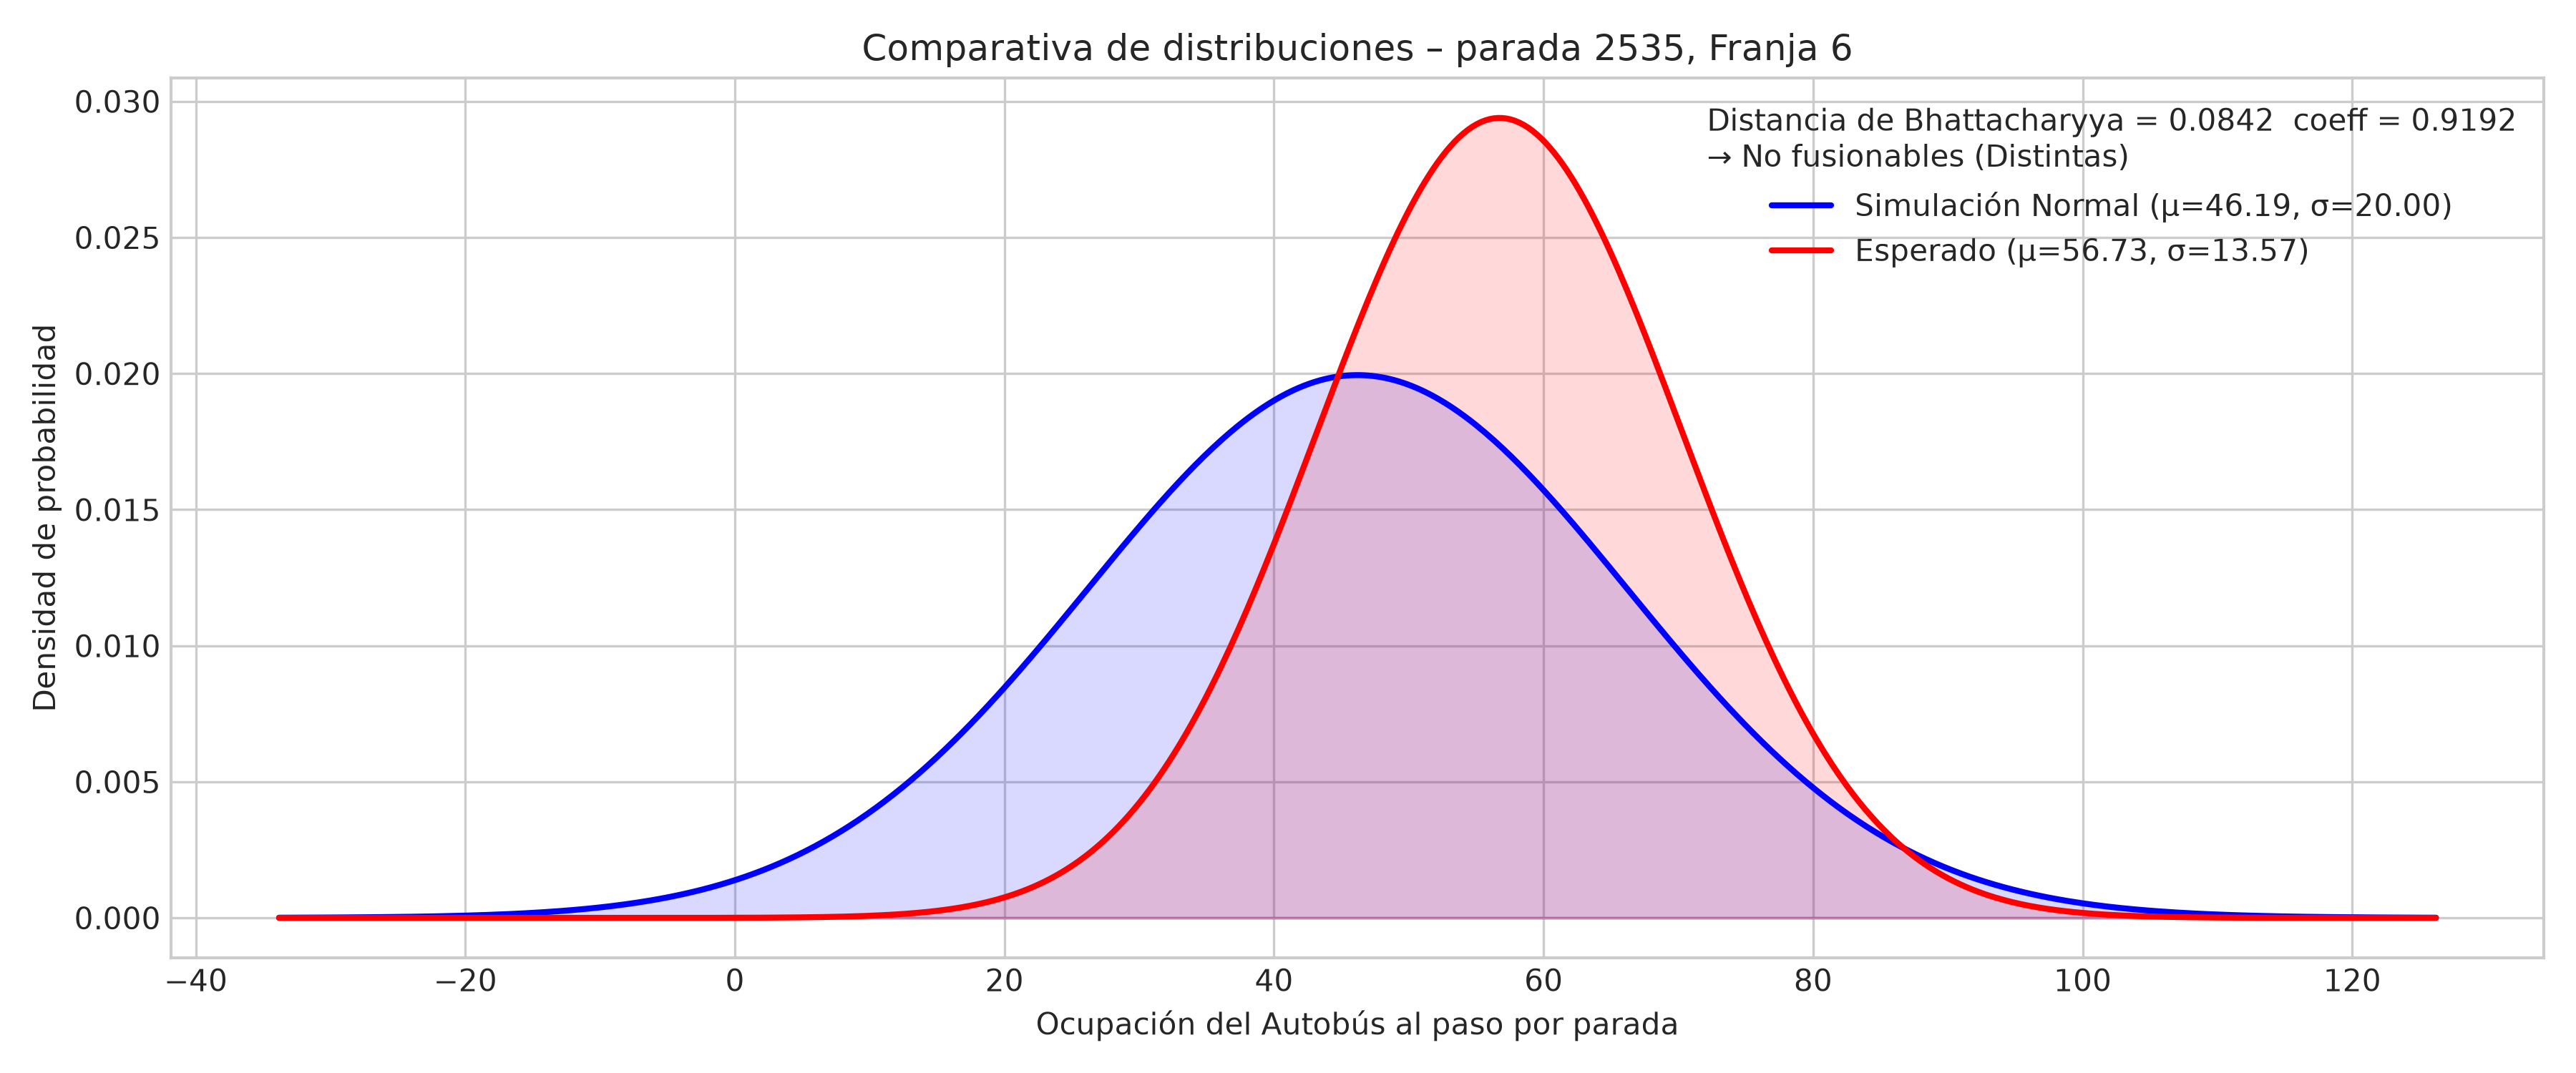 Comparativa de distribuciones – parada 2535, Franja 6
Distancia de Bhattacharyya = 0.0842  coeff = 0.9192
→ No fusionables (Distintas)
Simulación Normal (μ=46.19, σ=20.00)
Esperado (μ=56.73, σ=13.57)
Densidad de probabilidad
0.030
0.025
0.020
0.015
0.010
0.005
0.000
−40 −20 0 20 40 60 80 100 120
Ocupación del Autobús al paso por parada